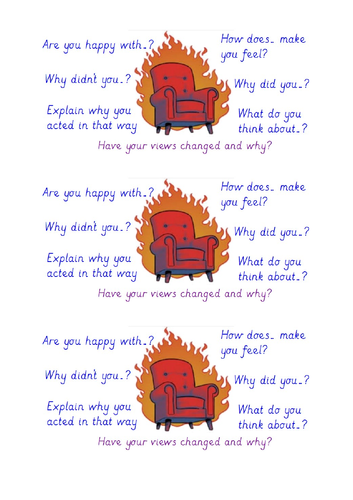 Are you happy with..?
How does.. make
you feel?
Why didn't you..?
Why did you..?
Explain why you
acted in that way
What do you
think about..?
Have your views changed and why?
Are you happy with..?
How does.. make
you feel?
Why didn't you..?
Why did you..?
Explain why you
acted in that way
What do you
think about..?
Have your views changed and why?
Are you happy with..?
How does.. make
you feel?
Why didn't you..?
Why did you..?
Explain why you
acted in that way
What do you
think about..?
Have your views changed and why?